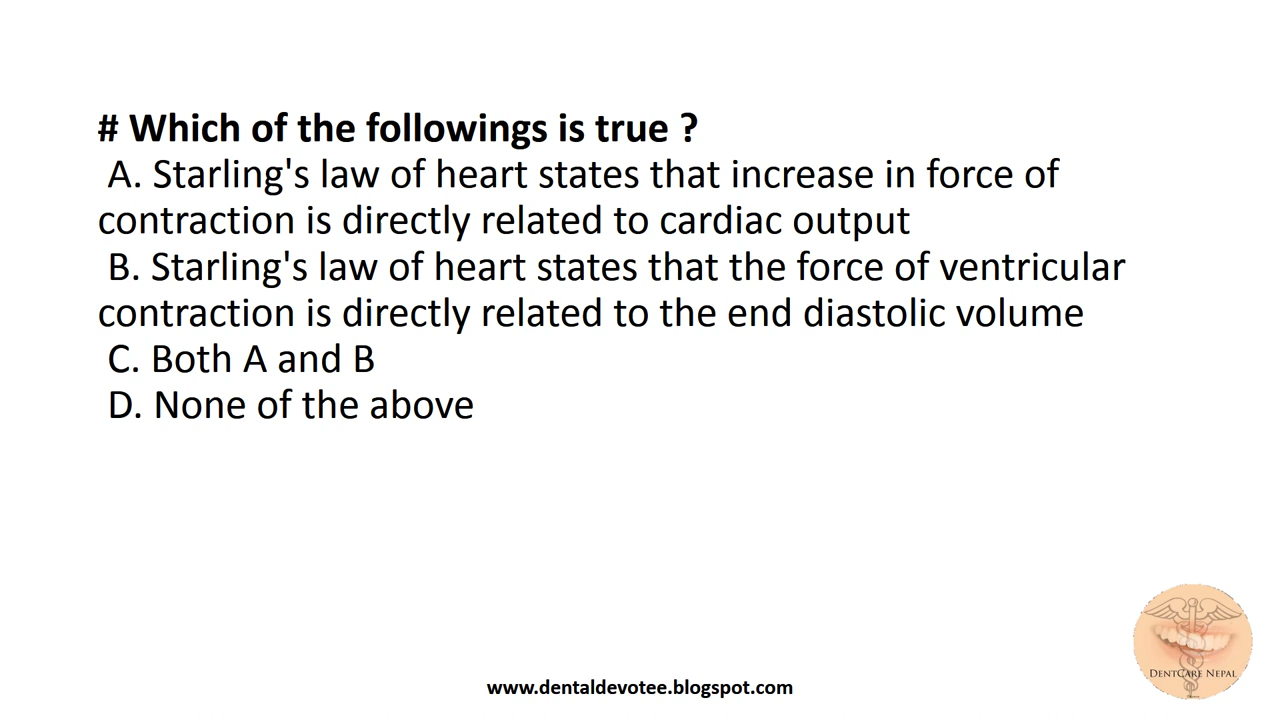 # Which of the followings is true ?
A. Starling's law of heart states that increase in force of
contraction is directly related to cardiac output
B. Starling's law of heart states that the force of ventricular
contraction is directly related to the end diastolic volume
C. Both A and B
D. None of the above
DENTCARE NEPAL
www.dentaldevotee.blogspot.com